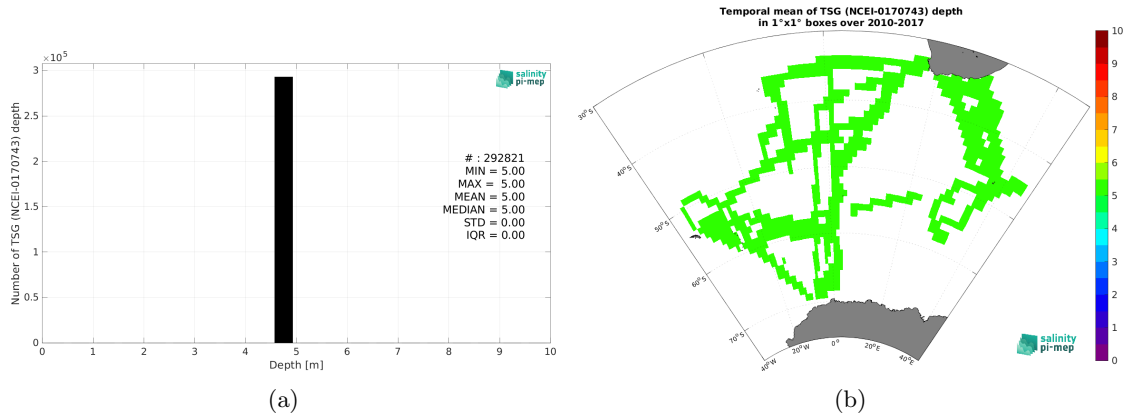 ×10⁵
3
2.5
2
1.5
1
0.5
0
0 1 2 3 4 5 6 7 8 9 10
Number of TSG (NCEI-0170743) depth
Depth [m]
salinity
pi-mep
# : 292821
MIN = 5.00
MAX = 5.00
MEAN = 5.00
MEDIAN = 5.00
STD = 0.00
IQR = 0.00
(a)
Temporal mean of TSG (NCEI-0170743) depth
in 1°x1° boxes over 2010-2017
30°S
40°S
50°S
60°S
70°S
40°W
20°W
0°
20°E
40°E
10
9
8
7
6
5
4
3
2
1
0
salinity
pi-mep
(b)